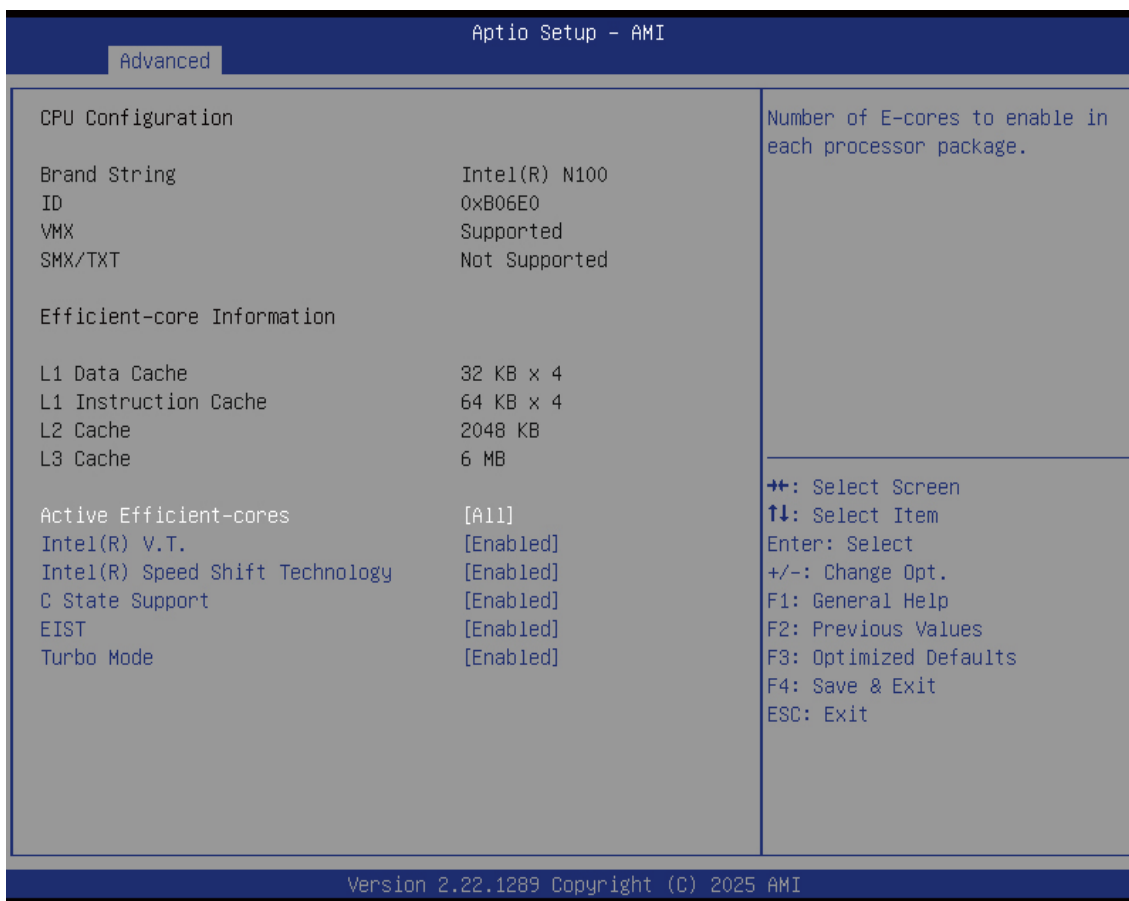 Aptio Setup – AMI
Advanced
CPU Configuration
Brand String Intel(R) N100
ID 0xB06E0
VMX Supported
SMX/TXT Not Supported
Efficient-core Information
L1 Data Cache 32 KB x 4
L1 Instruction Cache 64 KB x 4
L2 Cache 2048 KB
L3 Cache 6 MB
Active Efficient-cores [All]
Intel(R) V.T. [Enabled]
Intel(R) Speed Shift Technology [Enabled]
C State Support [Enabled]
EIST [Enabled]
Turbo Mode [Enabled]
Number of E-cores to enable in
each processor package.
→←: Select Screen
↑↓: Select Item
Enter: Select
+/-: Change Opt.
F1: General Help
F2: Previous Values
F3: Optimized Defaults
F4: Save & Exit
ESC: Exit
Version 2.22.1289 Copyright (C) 2025 AMI